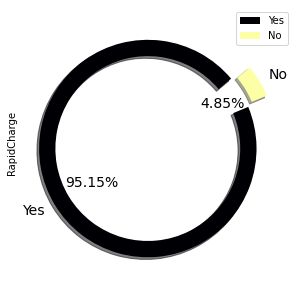 Yes
No
No
4.85%
RapidCharge
95.15%
Yes